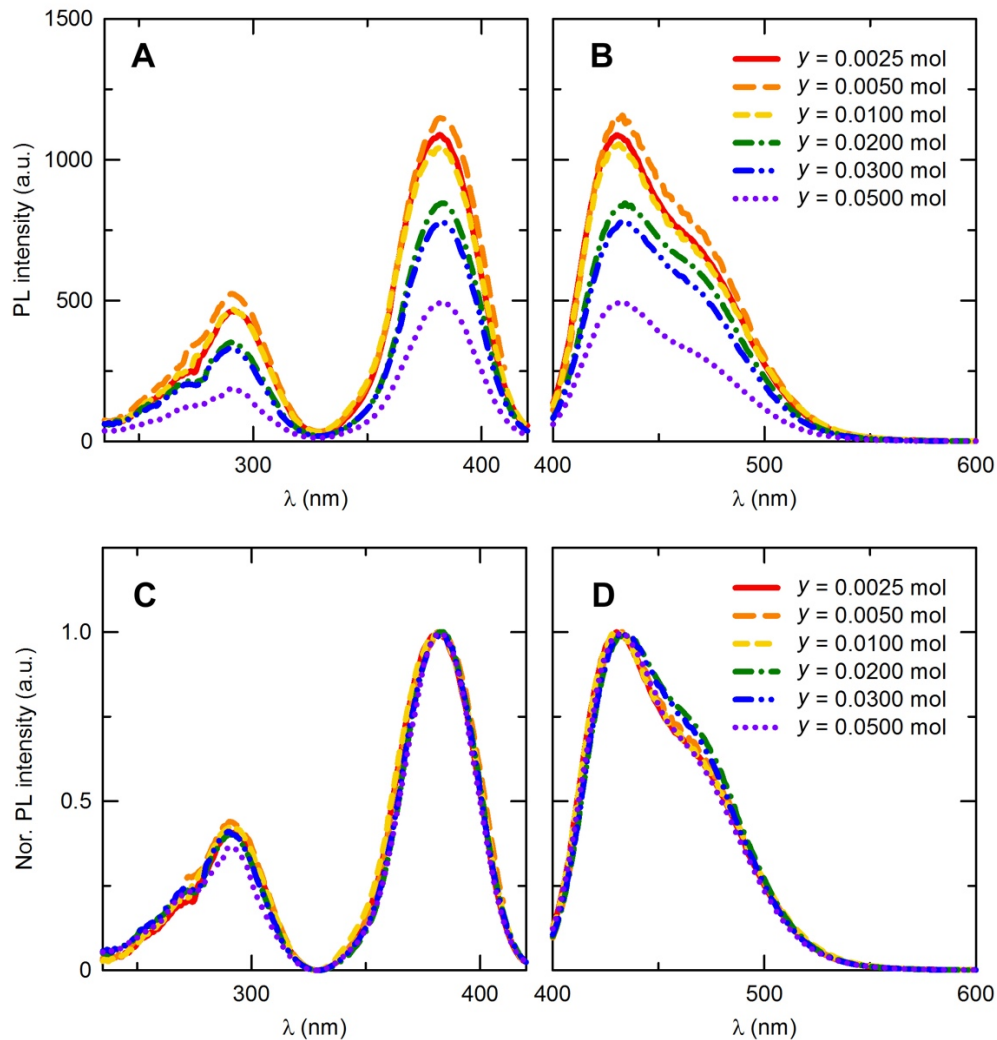 A
B
y = 0.0025 mol
y = 0.0050 mol
y = 0.0100 mol
y = 0.0200 mol
y = 0.0300 mol
y = 0.0500 mol
PL intensity (a.u.)
1500
1000
500
0
300
400
400
500
600
λ (nm)
λ (nm)
C
D
y = 0.0025 mol
y = 0.0050 mol
y = 0.0100 mol
y = 0.0200 mol
y = 0.0300 mol
y = 0.0500 mol
Nor. PL intensity (a.u.)
1.0
0.5
0
300
400
400
500
600
λ (nm)
λ (nm)